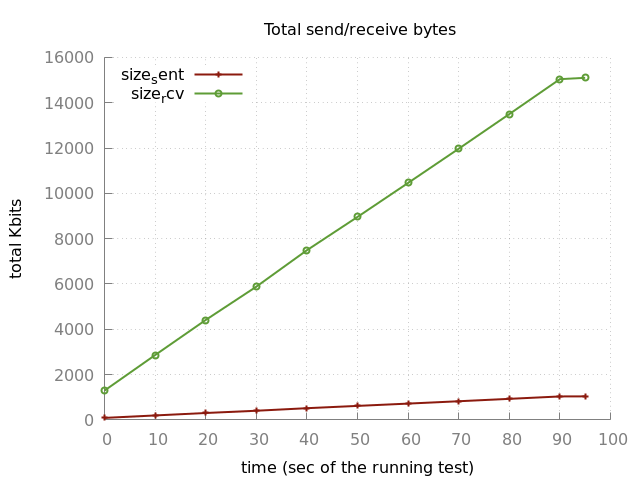 Total send/receive bytes
size_sent
size_rcv
16000
14000
12000
10000
8000
6000
4000
2000
0
total Kbits
0 10 20 30 40 50 60 70 80 90 100
time (sec of the running test)